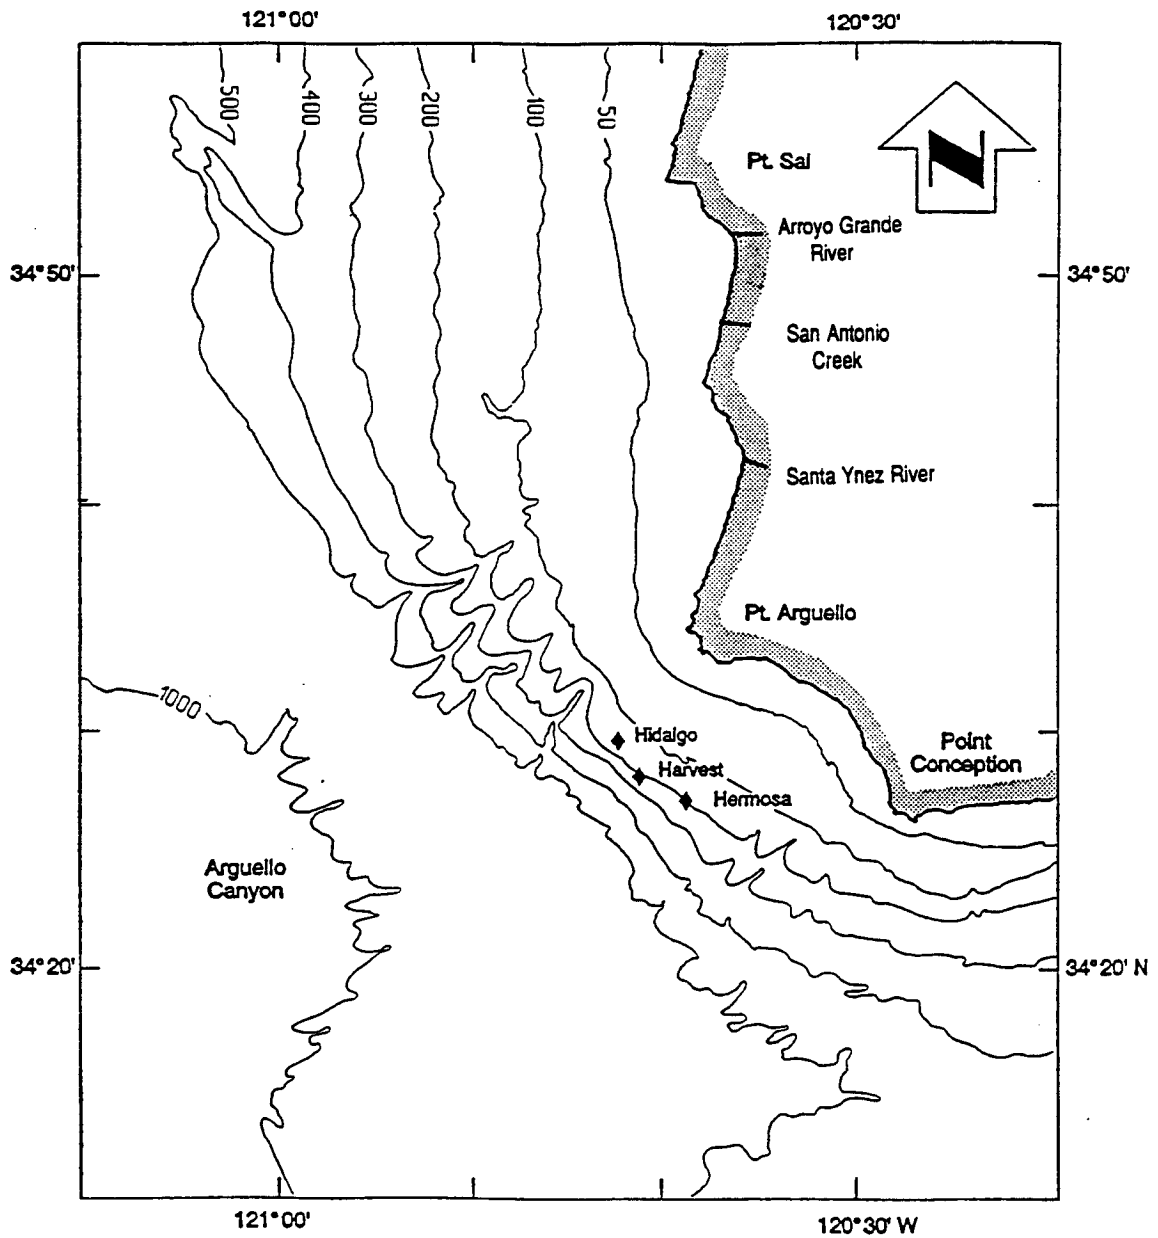 121°00'
120°30'
500
400
300
200
100
50
N
Pt. Sal
Arroyo Grande
River
34°50'
34°50'
San Antonio
Creek
Santa Ynez River
Pt. Arguello
1000
Hidalgo
Point
Conception
Harvest
Hermosa
Arguello
Canyon
34°20'
34°20' N
121°00'
120°30' W